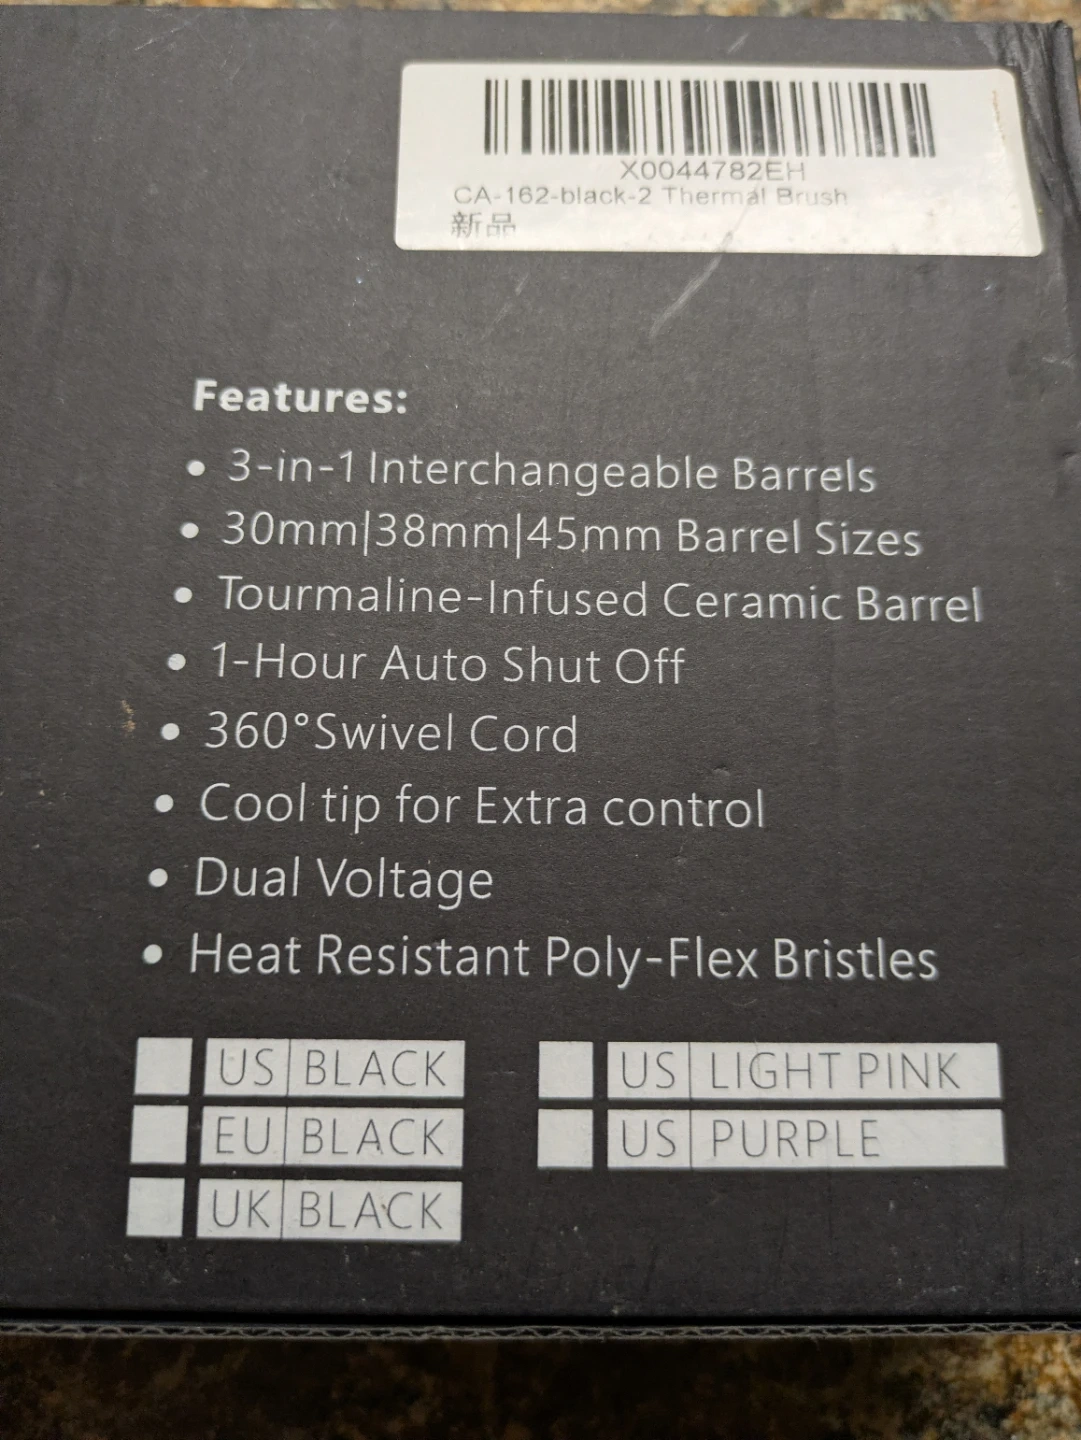 X0044782EH
CA-162-black-2 Thermal Brush
新品
Features:
• 3-in-1 Interchangeable Barrels
• 30mm|38mm|45mm Barrel Sizes
• Tourmaline-Infused Ceramic Barrel
• 1-Hour Auto Shut Off
• 360°Swivel Cord
• Cool tip for Extra control
• Dual Voltage
• Heat Resistant Poly-Flex Bristles
US BLACK
EU BLACK
UK BLACK
US LIGHT PINK
US PURPLE